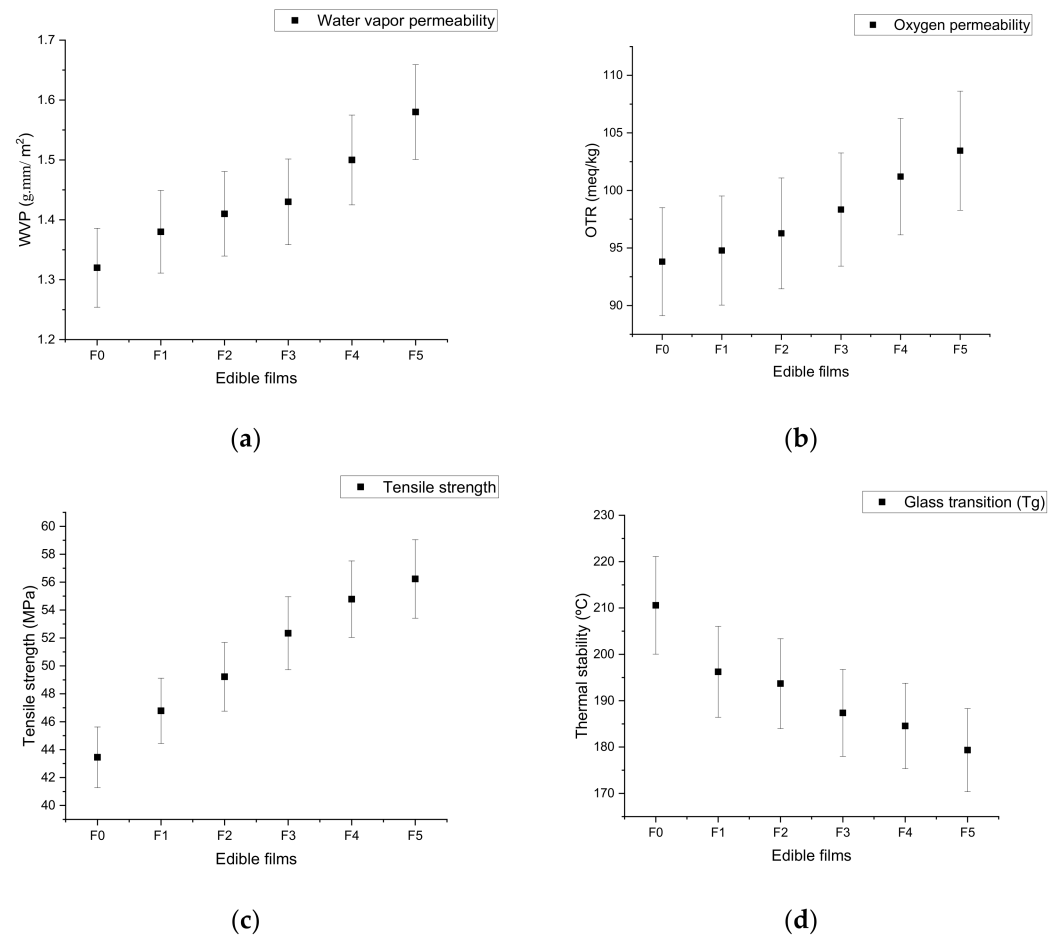 Water vapor permeability
1.7
1.6
1.5
1.4
1.3
1.2
WVP (g.mm/ m²)
F0 F1 F2 F3 F4 F5
Edible films
(a)
Oxygen permeability
110
105
100
95
90
OTR (meq/kg)
F0 F1 F2 F3 F4 F5
Edible films
(b)
Tensile strength
60
58
56
54
52
50
48
46
44
42
40
Tensile strength (MPa)
F0 F1 F2 F3 F4 F5
Edible films
(c)
Glass transition (Tg)
230
220
210
200
190
180
170
Thermal stability (ºC)
F0 F1 F2 F3 F4 F5
Edible films
(d)